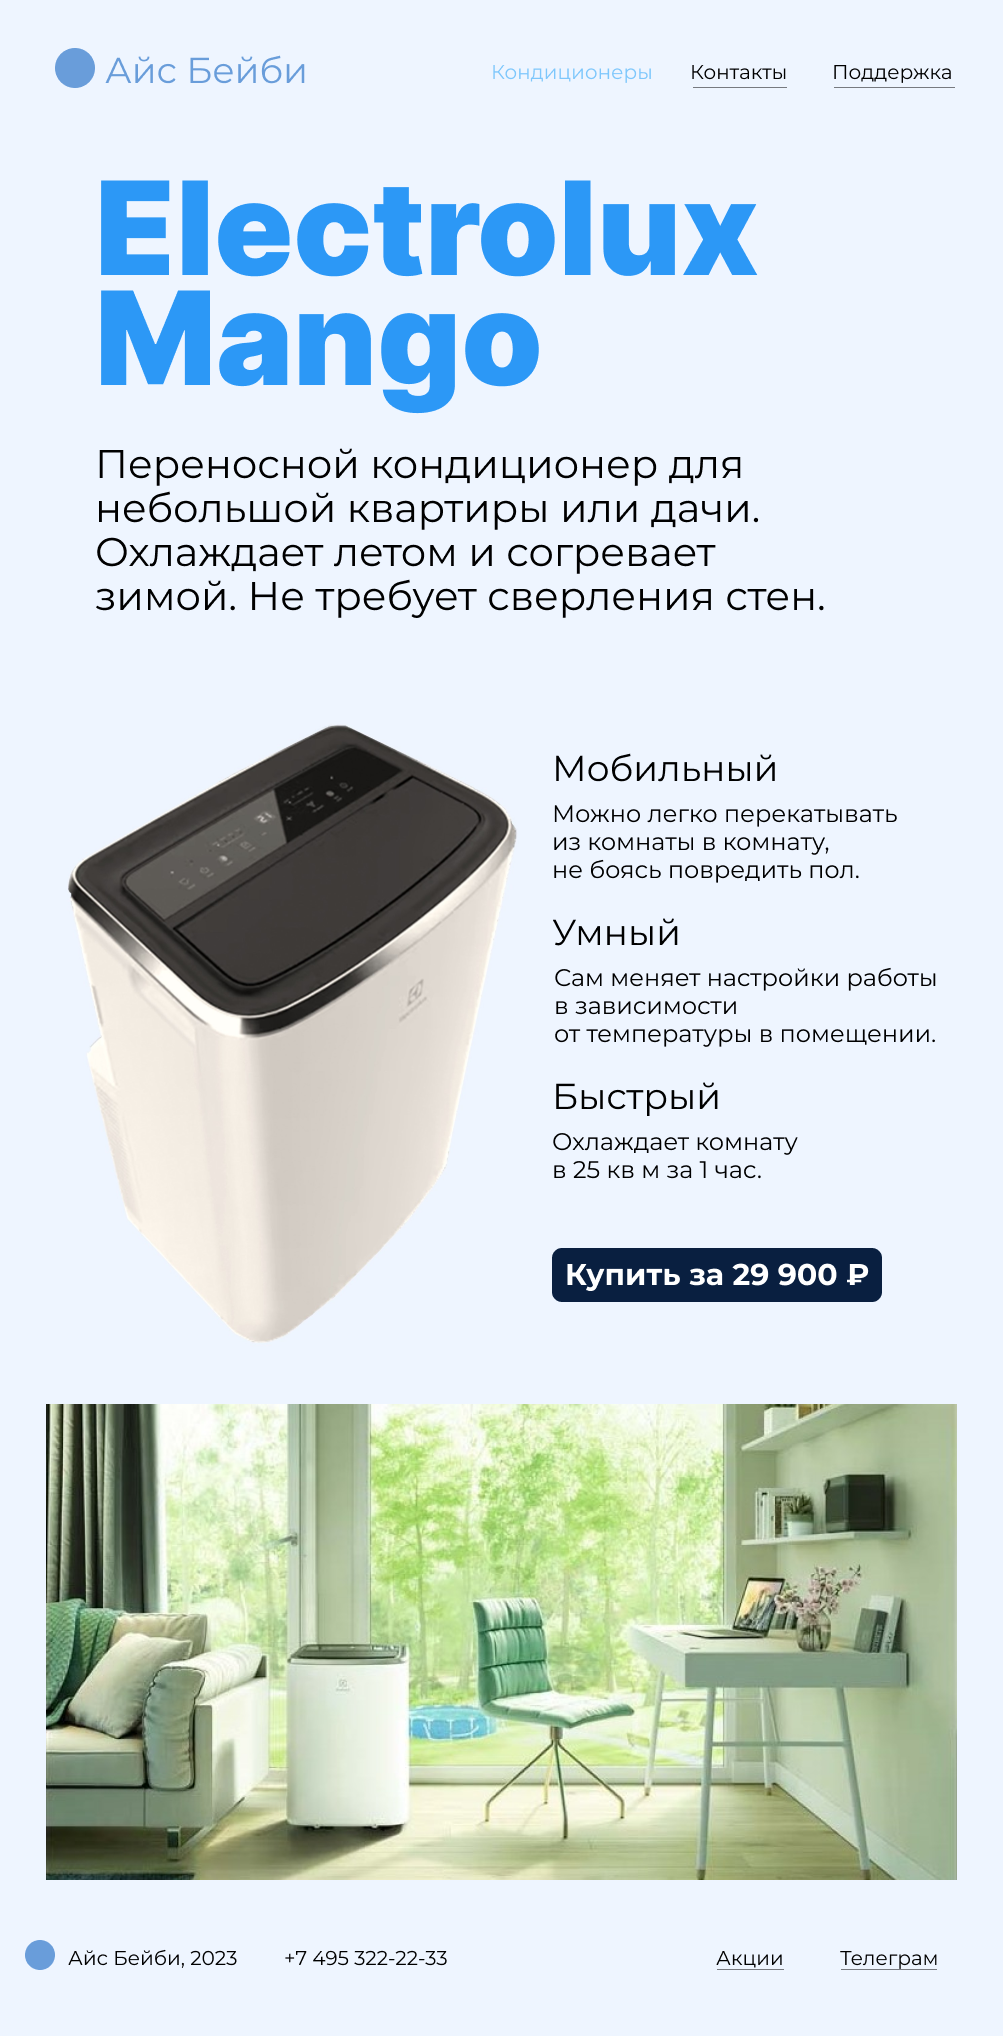 Айс Бейби
Кондиционеры Контакты Поддержка
Electrolux
Mango
Переносной кондиционер для
небольшой квартиры или дачи.
Охлаждает летом и согревает
зимой. Не требует сверления стен.
Мобильный
Можно легко перекатывать
из комнаты в комнату,
не боясь повредить пол.
Умный
Сам меняет настройки работы
в зависимости
от температуры в помещении.
Быстрый
Охлаждает комнату
в 25 кв м за 1 час.
Купить за 29 900 ₽
Айс Бейби, 2023 +7 495 322-22-33 Акции Телеграм